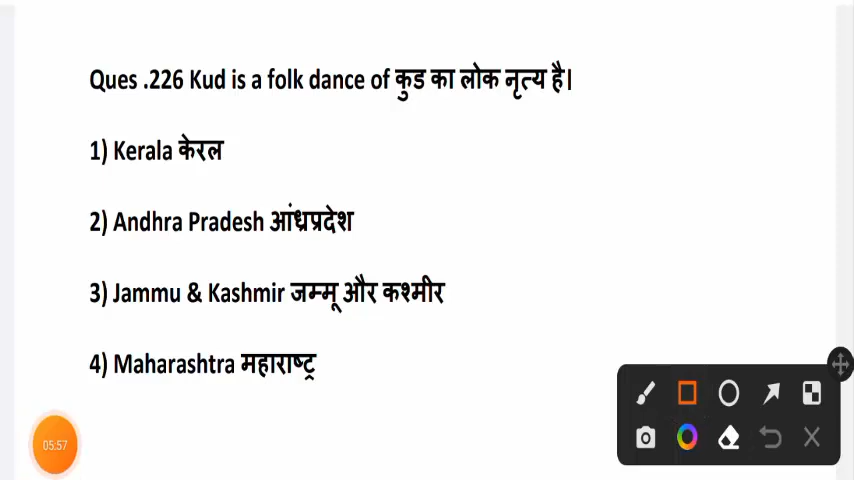 Ques .226 Kud is a folk dance of कुड का लोक नृत्य है।
1) Kerala केरल
2) Andhra Pradesh आंध्रप्रदेश
3) Jammu & Kashmir जम्मू और कश्मीर
4) Maharashtra महाराष्ट्र
05:57